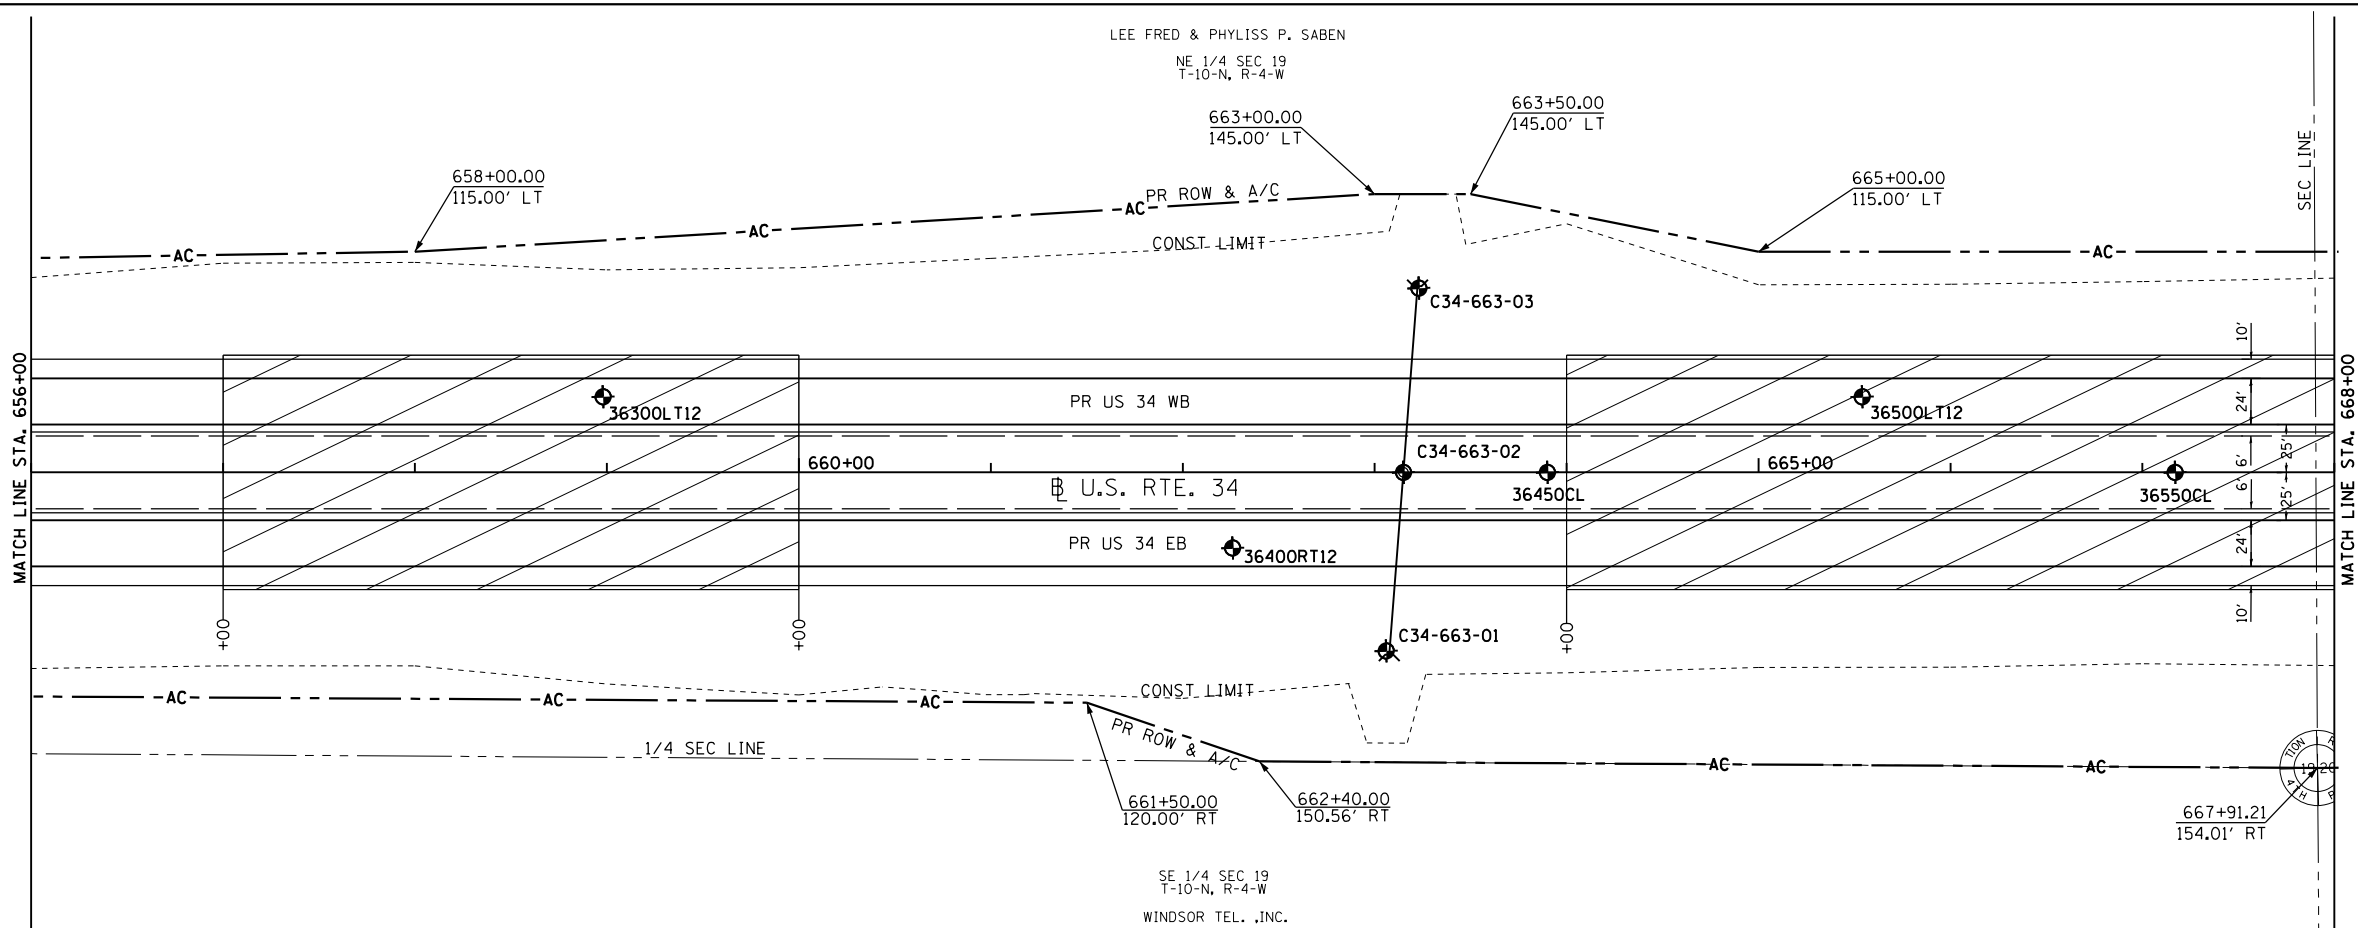 LEE FRED & PHYLISS P. SABEN
NE 1/4 SEC 19
T-10-N, R-4-W
663+00.00
145.00' LT
663+50.00
145.00' LT
658+00.00
115.00' LT
665+00.00
115.00' LT
SEC LINE
PR ROW & A/C
AC
AC
AC
AC
CONST LIMIT
C34-663-03
MATCH LINE STA. 656+00
MATCH LINE STA. 668+00
10'
24'
25'
6'
6'
25'
24'
10'
36300LT12
PR US 34 WB
36500LT12
660+00
C34-663-02
665+00
36450CL
36550CL
℄ U.S. RTE. 34
PR US 34 EB
36400RT12
+00
+00
+00
C34-663-01
CONST LIMIT
AC
AC
AC
PR ROW & A/C
1/4 SEC LINE
AC
AC
TION
19 20
4TH
661+50.00
120.00' RT
662+40.00
150.56' RT
667+91.21
154.01' RT
SE 1/4 SEC 19
T-10-N, R-4-W
WINDSOR TEL. ,INC.